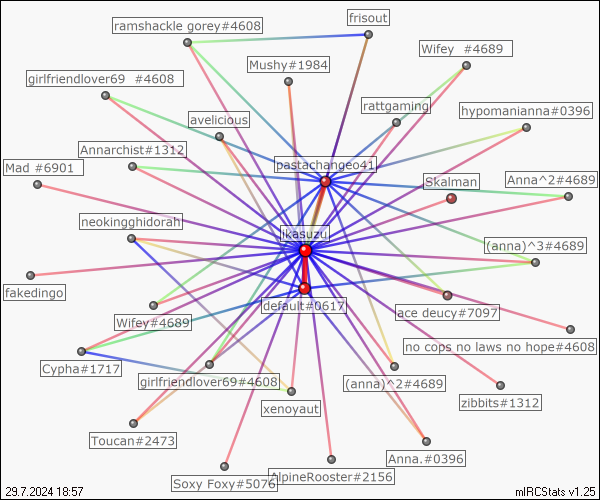 frisout
ramshackle gorey#4608
Wifey  #4689
Mushy#1984
girlfriendlover69  #4608
rattgaming
hypomanianna#0396
avelicious
Annarchist#1312
pastachangeo41
Mad #6901
Skalman
Anna^2#4689
neokingghidorah
jkasuzu
(anna)^3#4689
fakedingo
default#0617
ace deucy#7097
Wifey#4689
no cops no laws no hope#4608
Cypha#1717
girlfriendlover69#4608
(anna)^2#4689
zibbits#1312
xenoyaut
Toucan#2473
Anna.#0396
Soxy Foxy#5076
AlpineRooster#2156
29.7.2024 18:57
mIRCStats v1.25